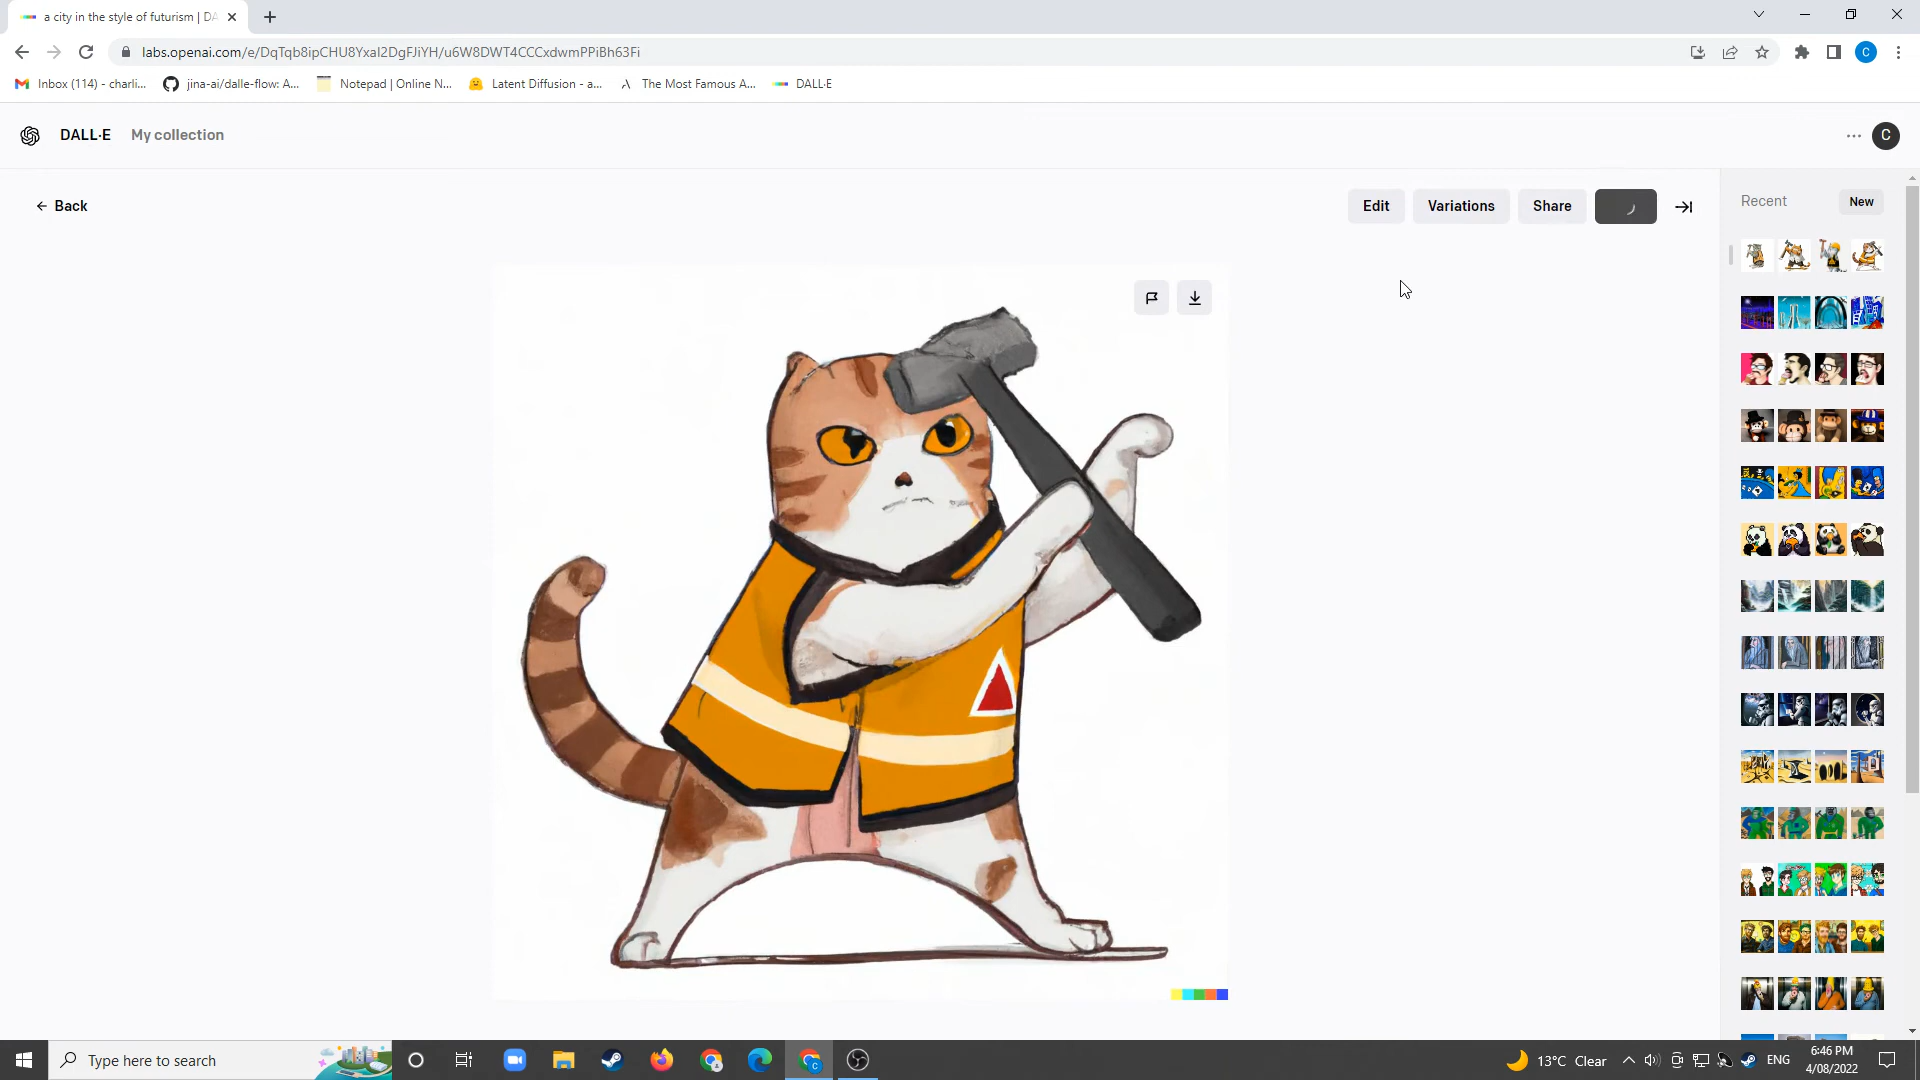 a city in the style of futurism | DA
labs.openai.com/e/DqTqb8ipCHU8Yxal2DgFJiYH/u6W8DWT4CCCxdwmPPiBh63Fi
C
Inbox (114) - charli...
jina-ai/dalle-flow: A...
Notepad | Online N...
Latent Diffusion - a...
The Most Famous A...
DALL·E
DALL·E
My collection
C
Back
Edit
Variations
Share
Recent
New
Type here to search
13°C Clear
ENG
6:46 PM
4/08/2022